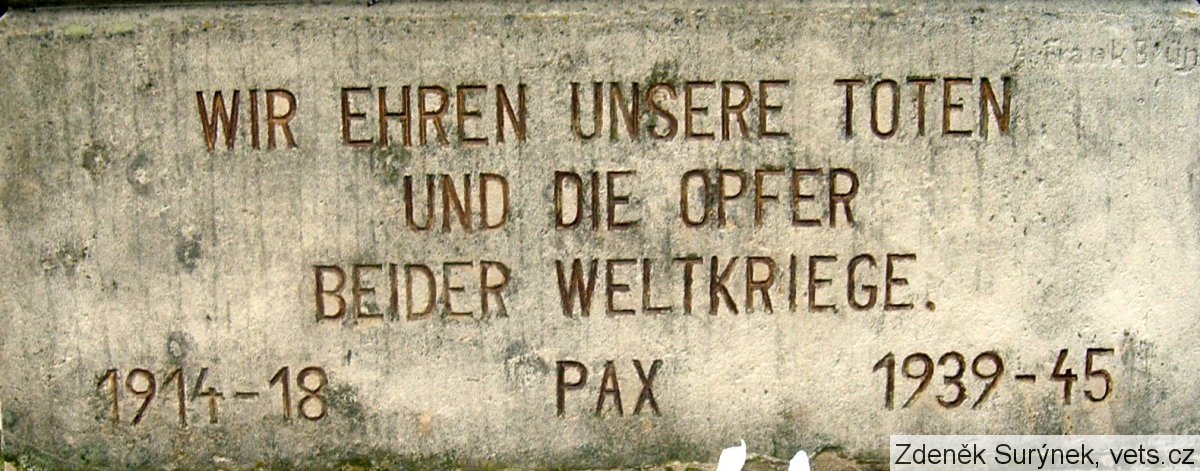 WIR EHREN UNSERE TOTEN
UND DIE OPFER
BEIDER WELTKRIEGE.
1914-18 PAX 1939-45
Zdeněk Surýnek, vets.cz